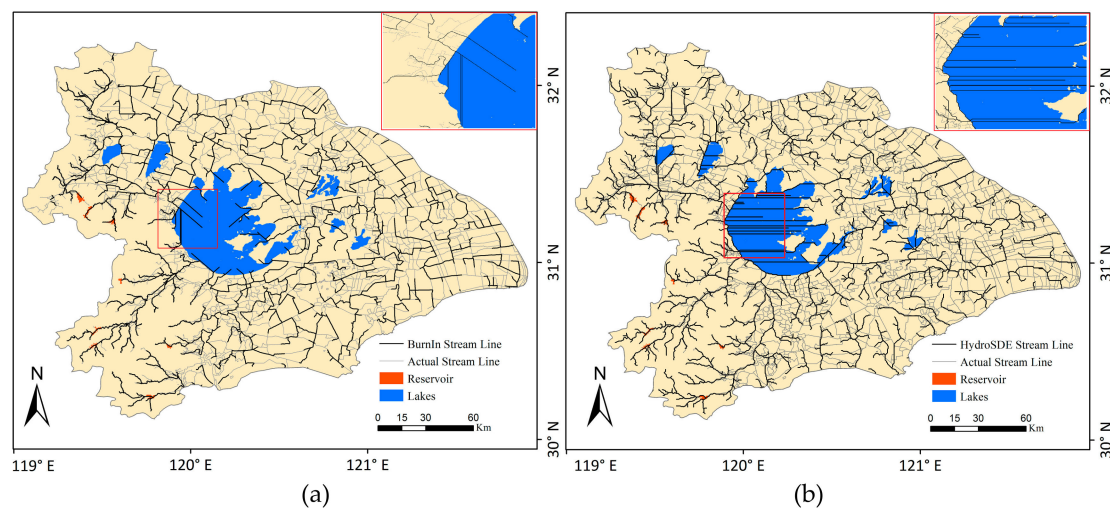 32° N
31° N
30° N
BurnIn Stream Line
Actual Stream Line
Reservoir
Lakes
N
0 15 30 60
Km
119° E 120° E 121° E
(a)
32° N
31° N
30° N
HydroSDE Stream Line
Actual Stream Line
Reservoir
Lakes
N
0 15 30 60
Km
119° E 120° E 121° E
(b)